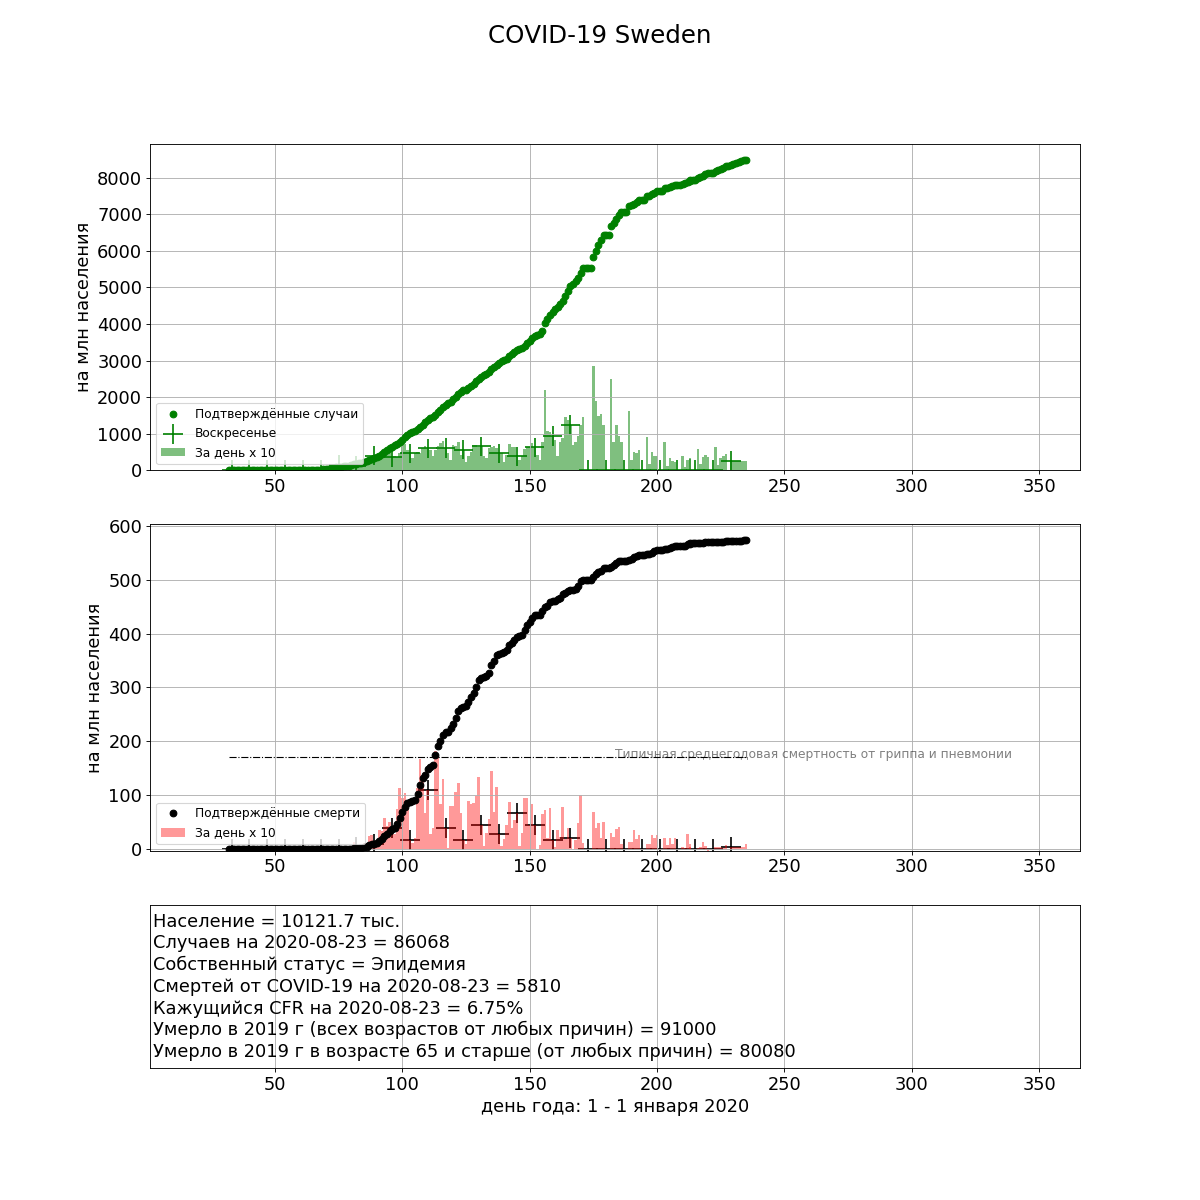 COVID-19 Sweden
на млн населения
8000
7000
6000
5000
4000
3000
2000
1000
0
Подтверждённые случаи
Воскресенье
За день x 10
50 100 150 200 250 300 350
на млн населения
600
500
400
300
200
100
0
Типичная среднегодовая смертность от гриппа и пневмонии
Подтверждённые смерти
За день x 10
50 100 150 200 250 300 350
Население = 10121.7 тыс.
Случаев на 2020-08-23 = 86068
Собственный статус = Эпидемия
Смертей от COVID-19 на 2020-08-23 = 5810
Кажущийся CFR на 2020-08-23 = 6.75%
Умерло в 2019 г (всех возрастов от любых причин) = 91000
Умерло в 2019 г в возрасте 65 и старше (от любых причин) = 80080
50 100 150 200 250 300 350
день года: 1 - 1 января 2020